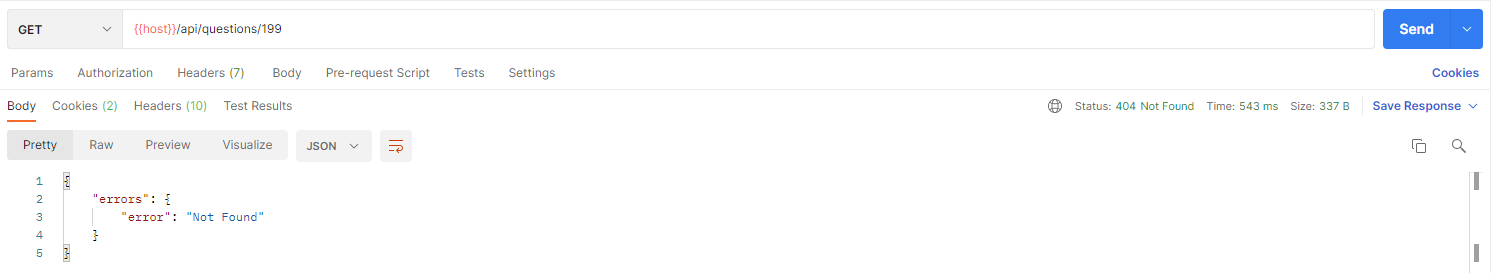 GET {{host}}/api/questions/199 Send
Params Authorization Headers (7) Body Pre-request Script Tests Settings Cookies
Body Cookies (2) Headers (10) Test Results Status: 404 Not Found Time: 543 ms Size: 337 B Save Response
Pretty Raw Preview Visualize JSON
1 {
2 "errors": {
3 "error": "Not Found"
4 }
5 }